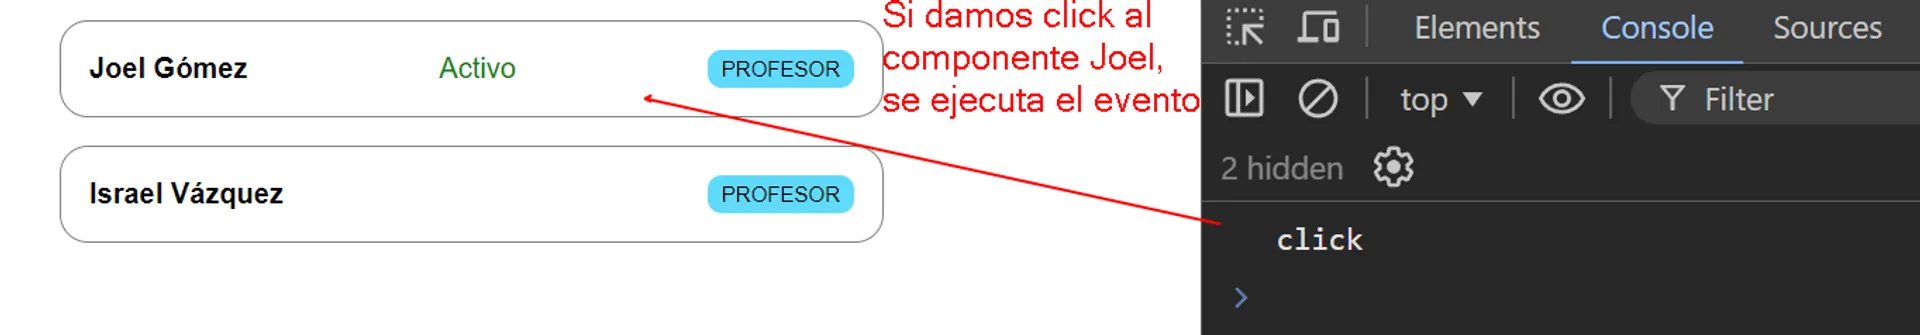 Joel Gómez Activo PROFESOR
Israel Vázquez PROFESOR
Si damos click al
componente Joel,
se ejecuta el evento
Elements Console Sources
top Filter
2 hidden
click